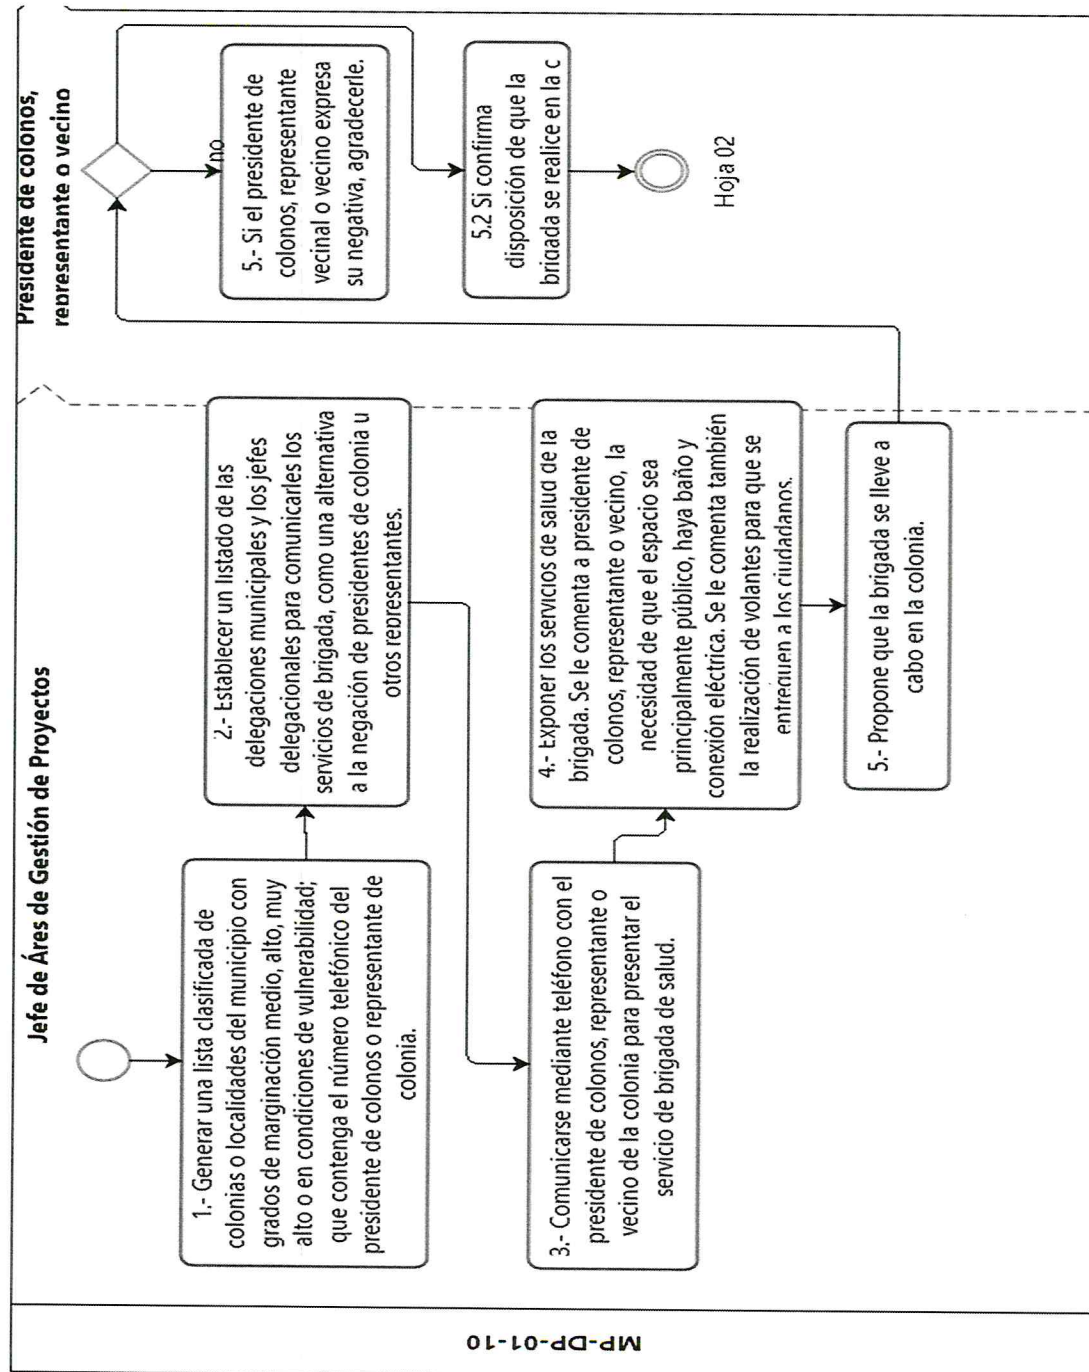 MP-DP-01-10
Jefe de Áres de Gestión de Proyectos
1.- Generar una lista clasificada de
colonias o localidades del municipio con
grados de marginación medio, alto, muy
alto o en condiciones de vulnerabilidad;
que contenga el número telefónico del
presidente de colonos o representante de
colonia.
2.- Establecer un listado de las
delegaciones municipales y los jefes
delegacionales para comunicarles los
servicios de brigada, como una alternativa
a la negación de presidentes de colonia u
otros representantes.
3.- Comunicarse mediante teléfono con el
presidente de colonos, representante o
vecino de la colonia para presentar el
servicio de brigada de salud.
4.- Exponer los servicios de salud de la
brigada. Se le comenta a presidente de
colonos, represente o vecino, la
necesidad de que el espacio sea
principalmente público, haya baño y
conexión eléctrica. Se le comenta también
la realización de volantes para que se
entreguen a los ciudadanos.
5.- Propone que la brigada se lleve a
cabo en la colonia.
Presidente de colonos,
representante o vecino
no
5.- Si el presidente de
colonos, representante
vecinal o vecino expresa
su negativa, agradecerle.
5.2 Si confirma
disposición de que la
brigada se realice en la c
Hoja 02